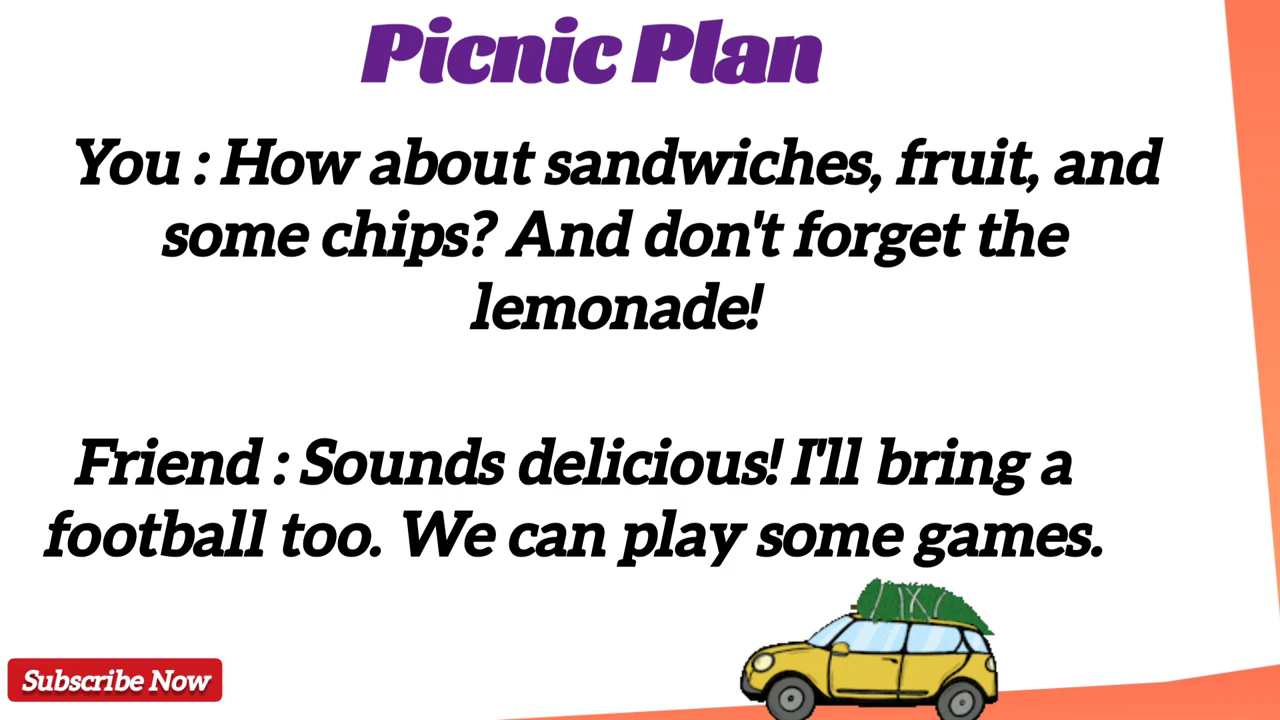 Picnic Plan
You : How about sandwiches, fruit, and
some chips? And don't forget the
lemonade!
Friend : Sounds delicious! I'll bring a
football too. We can play some games.
Subscribe Now